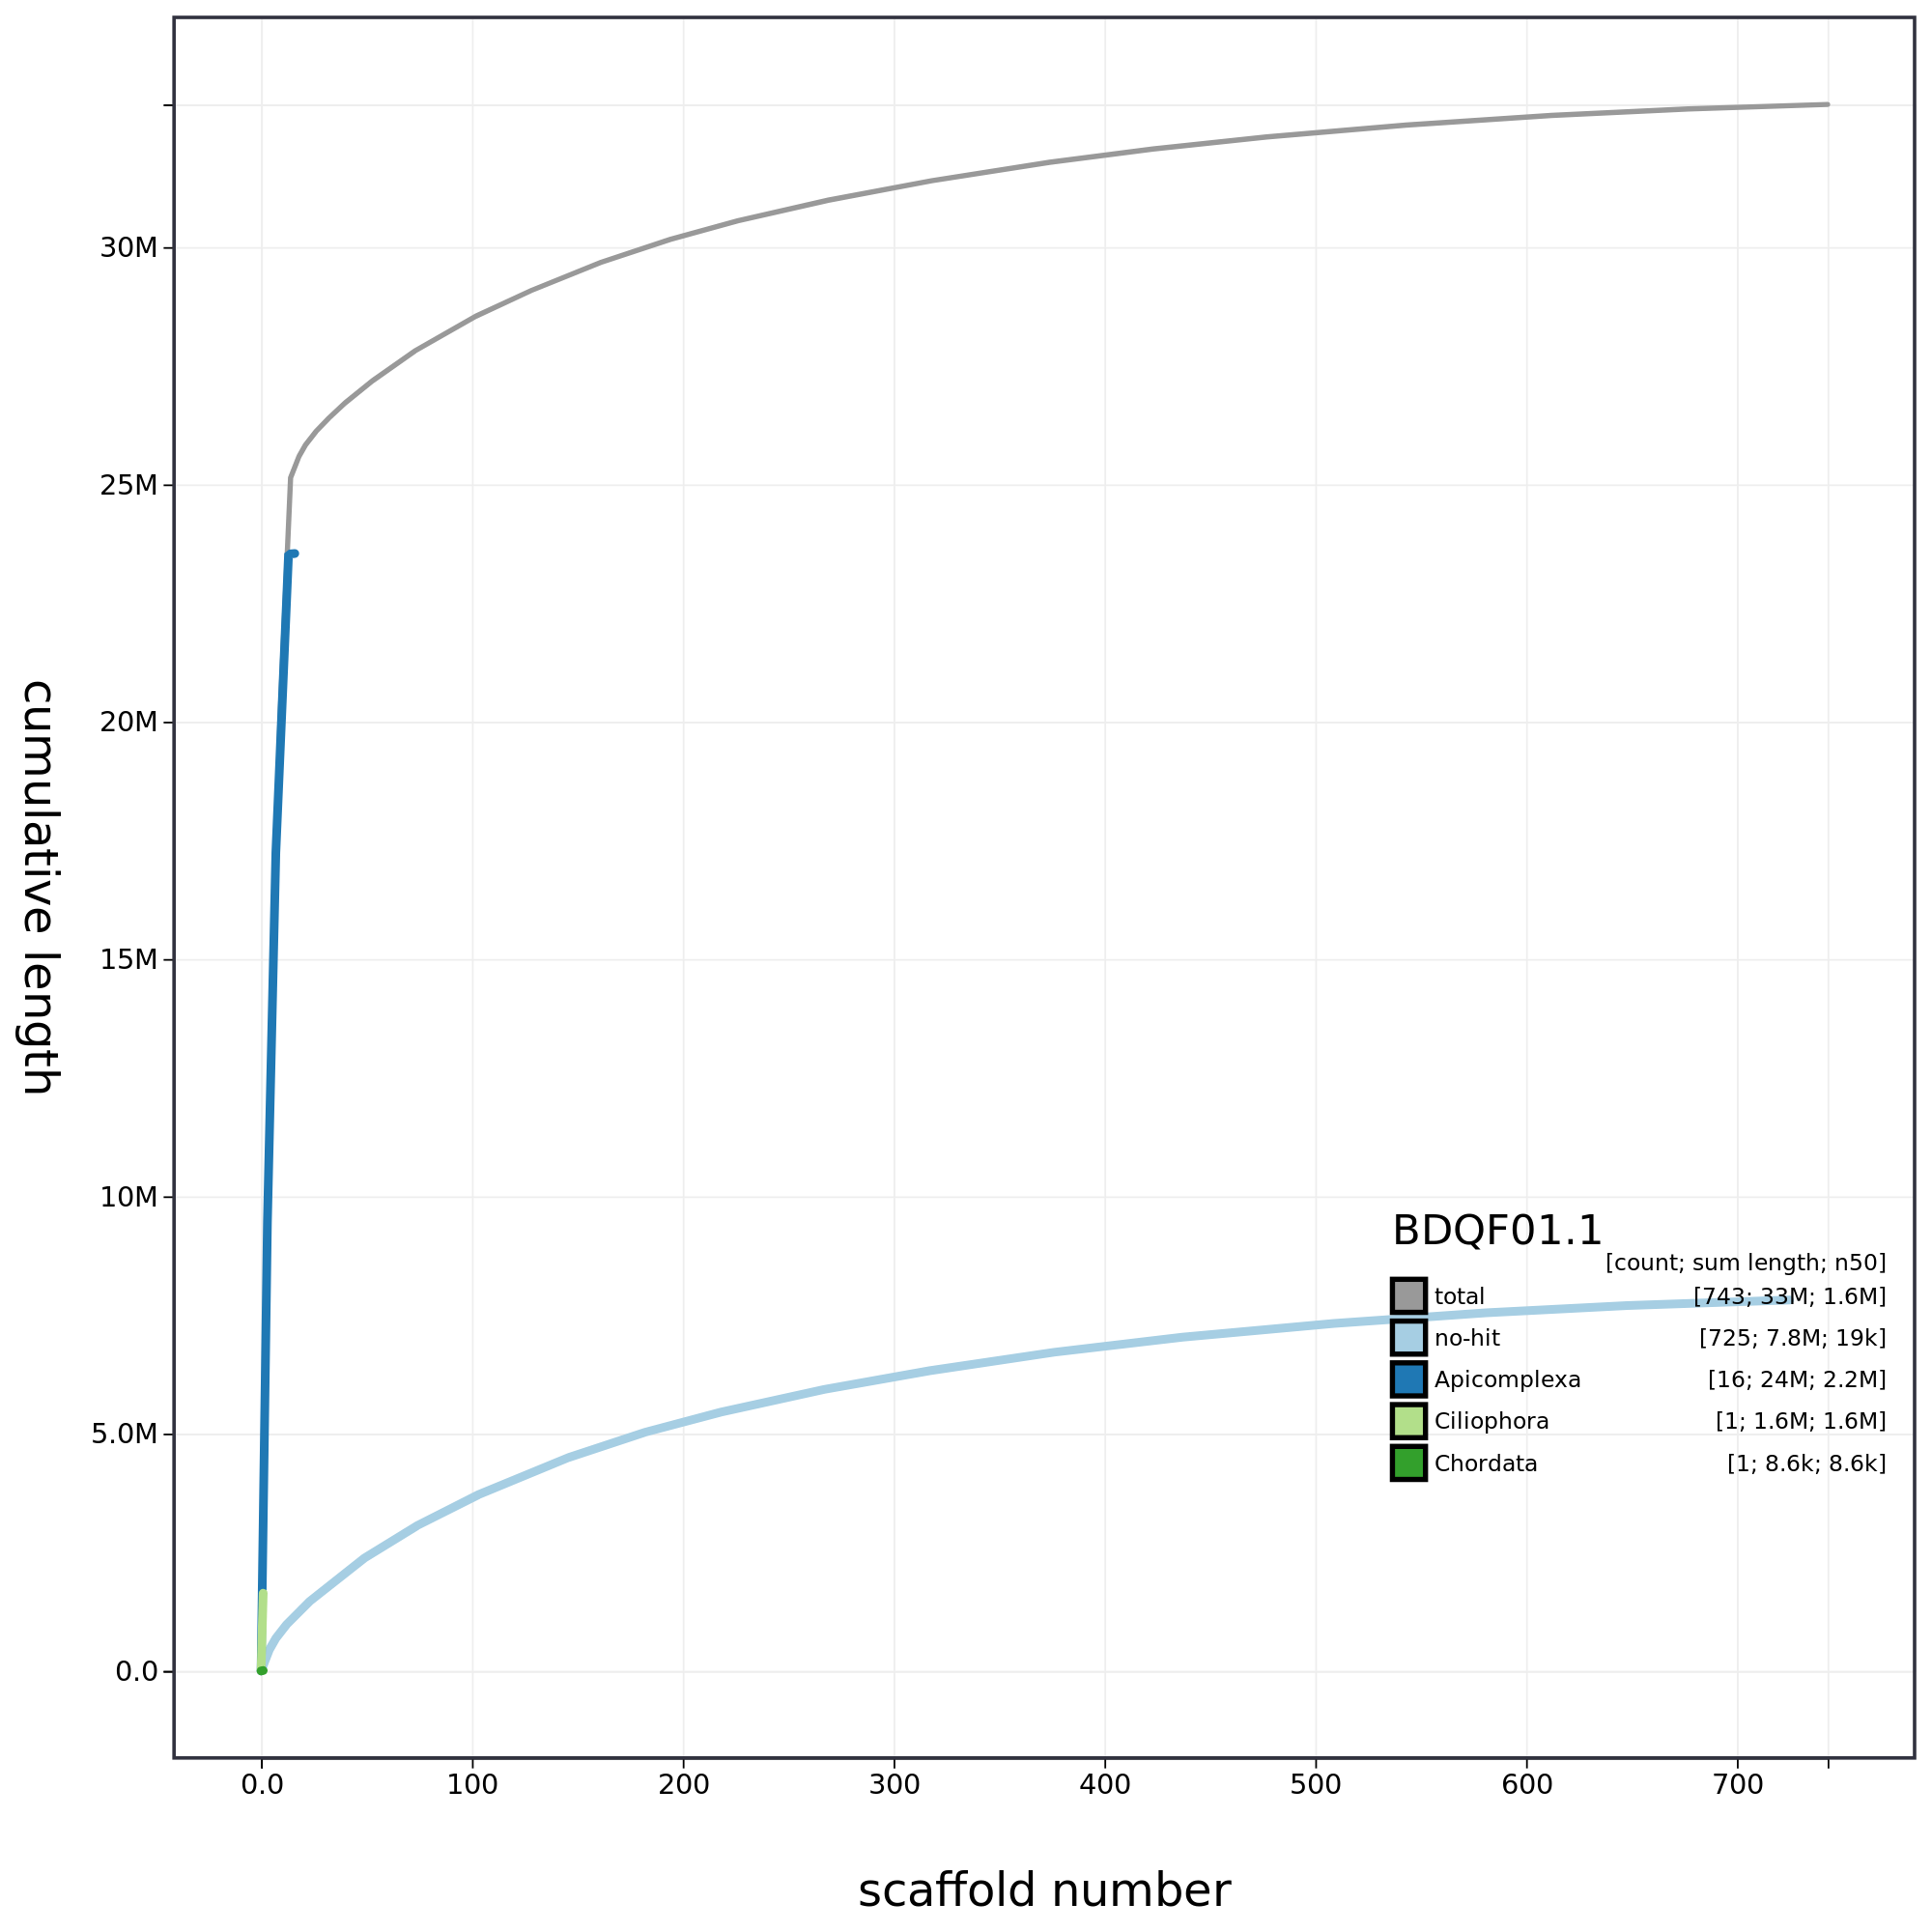 cumulative length
30M
25M
20M
15M
10M
5.0M
0.0
BDQF01.1
[count; sum length; n50]
total [743; 33M; 1.6M]
no-hit [725; 7.8M; 19k]
Apicomplexa [16; 24M; 2.2M]
Ciliophora [1; 1.6M; 1.6M]
Chordata [1; 8.6k; 8.6k]
0.0 100 200 300 400 500 600 700
scaffold number